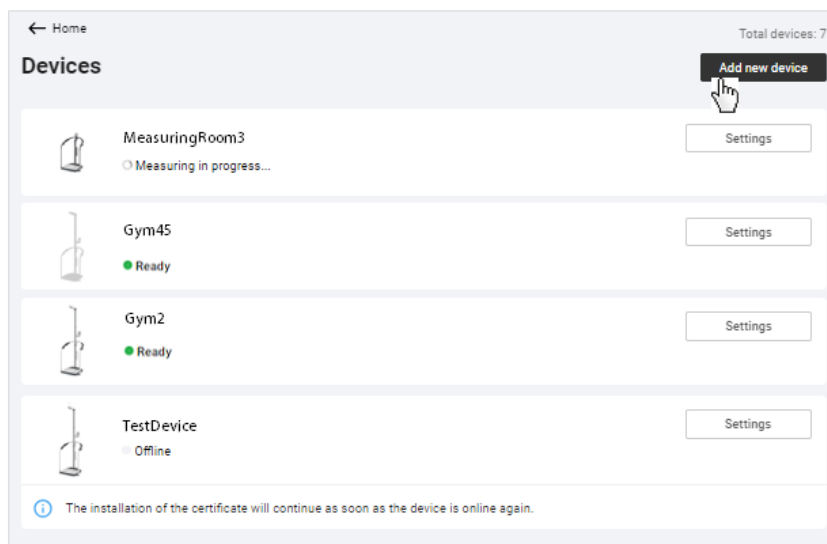 ← Home
Total devices: 7
Devices
Add new device
MeasuringRoom3
Settings
Measuring in progress...
Gym45
Settings
Ready
Gym2
Settings
Ready
TestDevice
Settings
Offline
The installation of the certificate will continue as soon as the device is online again.